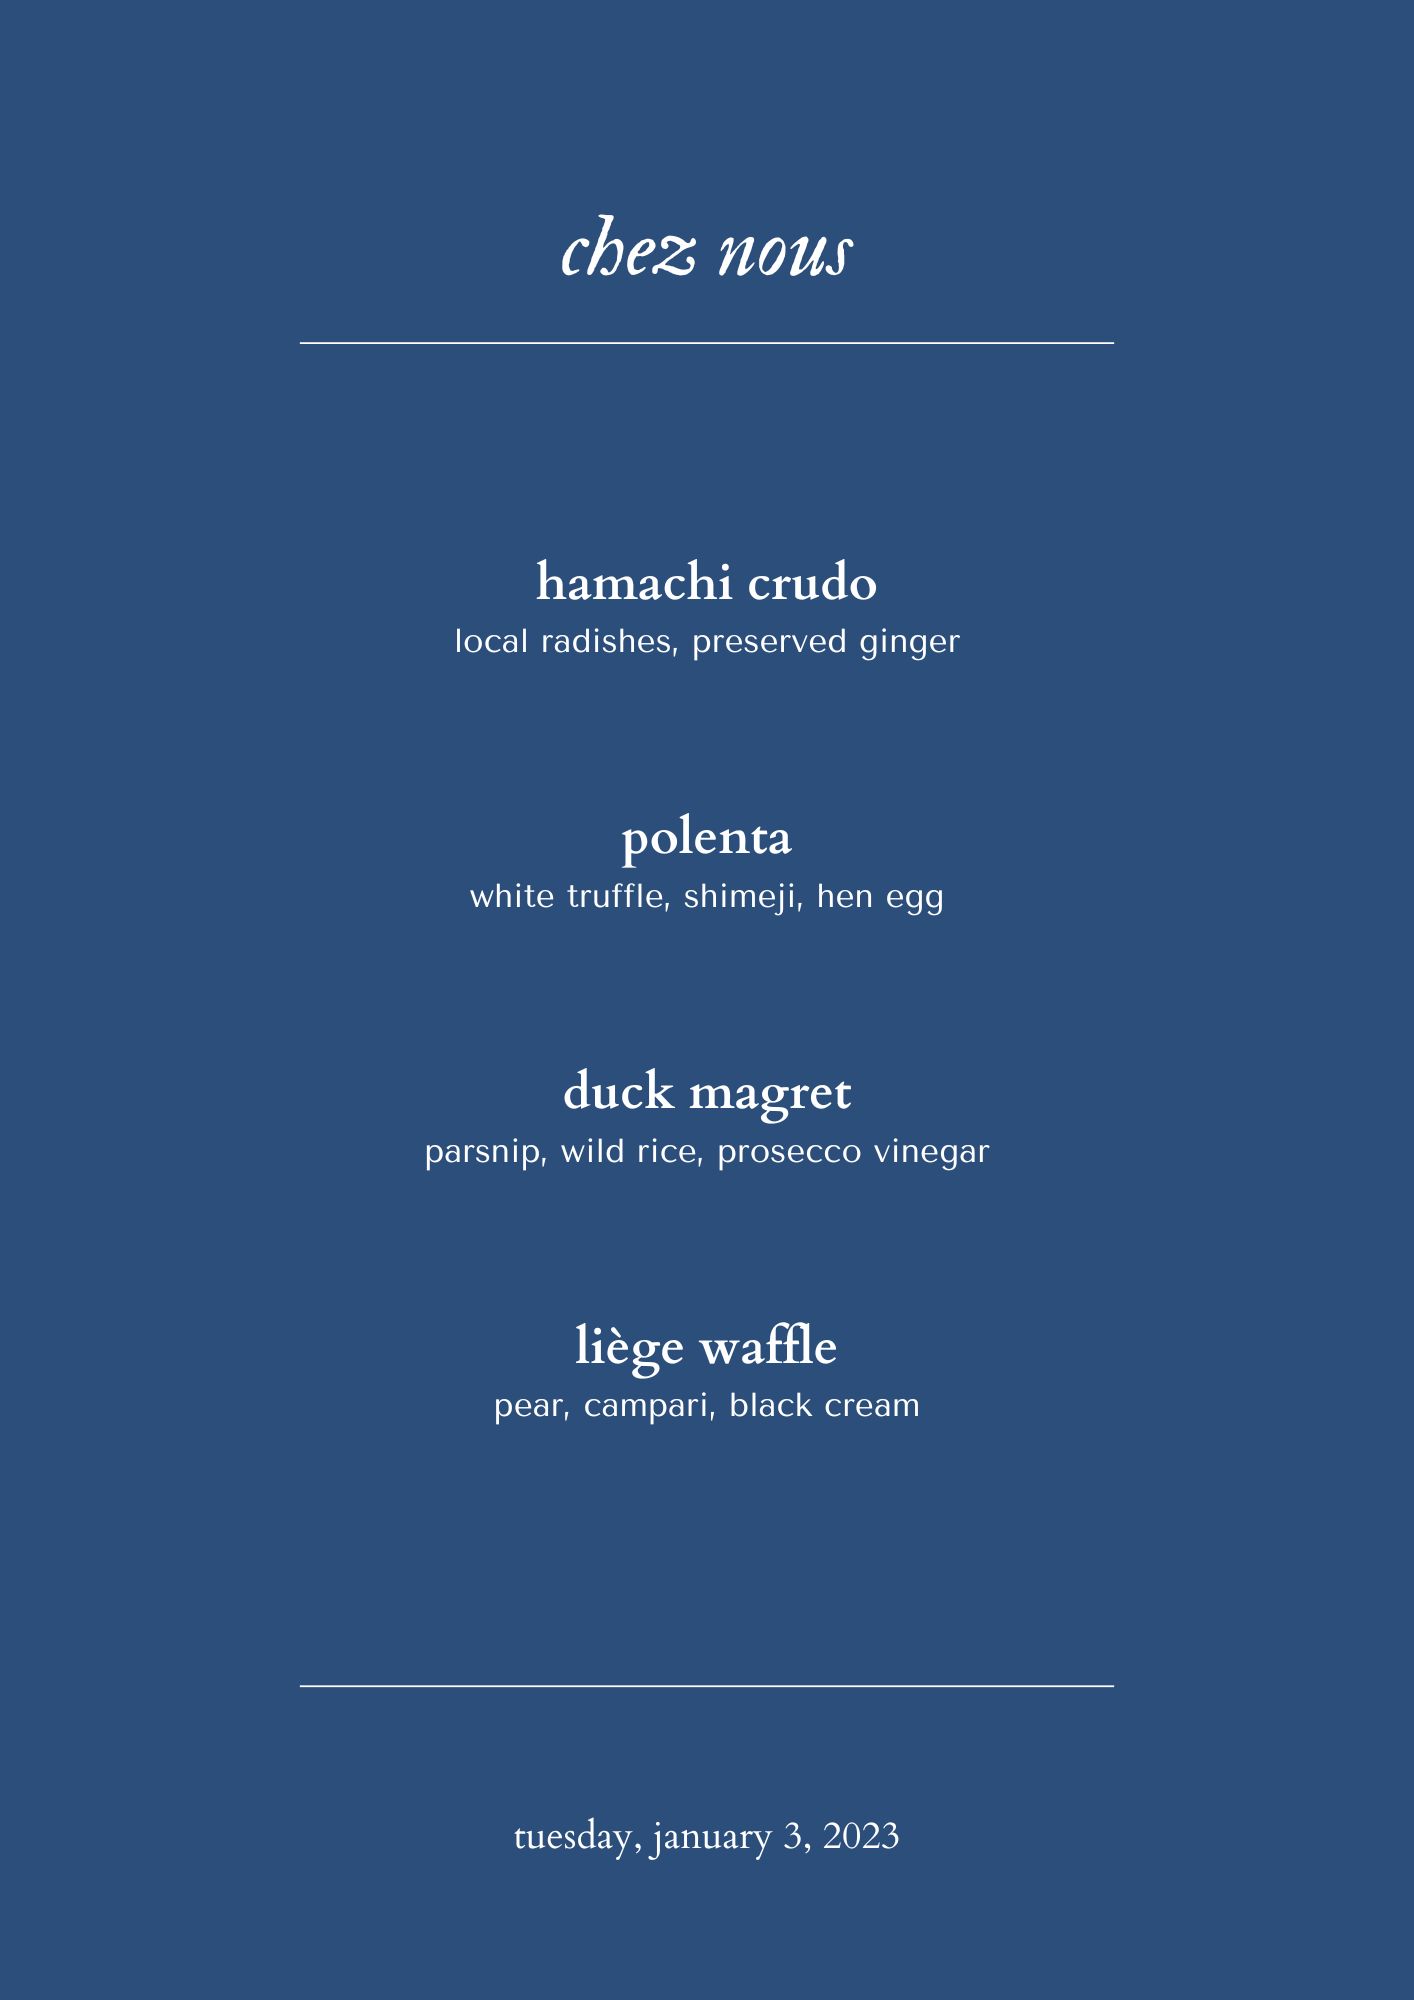 chez nous
hamachi crudo
local radishes, preserved ginger
polenta
white truffle, shimeji, hen egg
duck magret
parsnip, wild rice, prosecco vinegar
liège waffle
pear, campari, black cream
tuesday, january 3, 2023